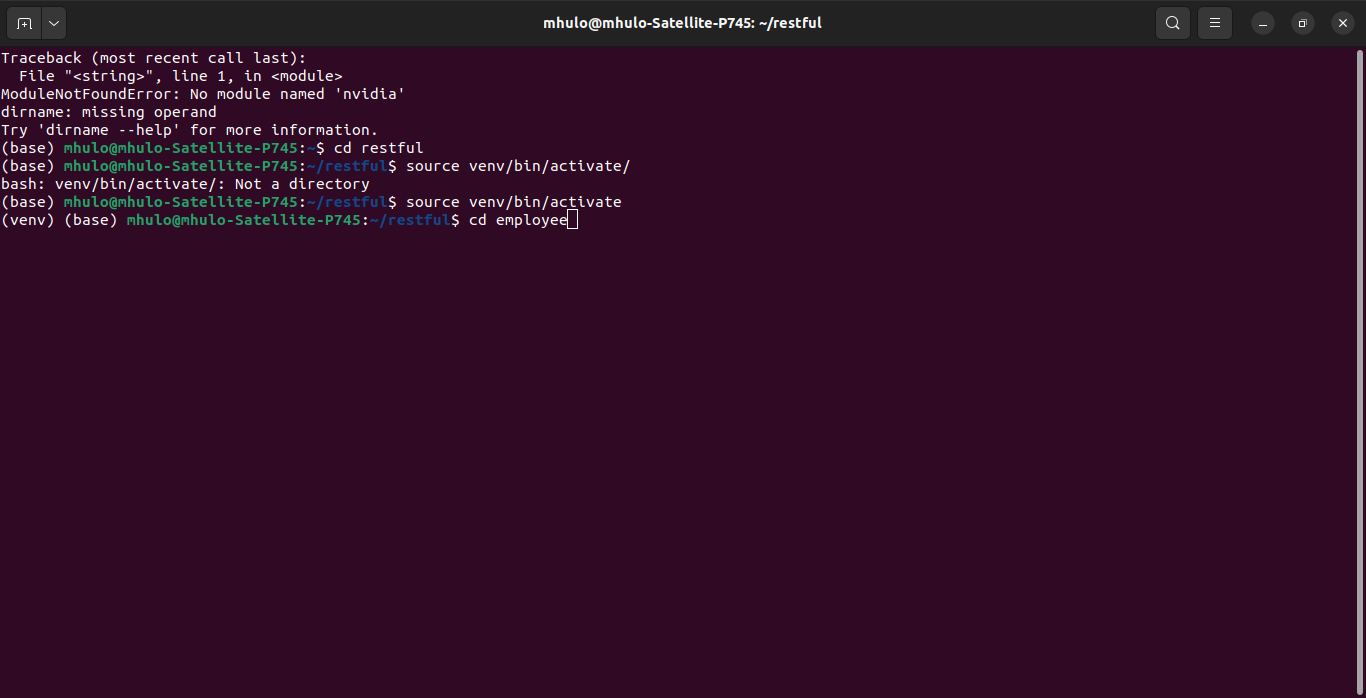 mhulo@mhulo-Satellite-P745: ~/restful
Traceback (most recent call last):
  File "<string>", line 1, in <module>
ModuleNotFoundError: No module named 'nvidia'
dirname: missing operand
Try 'dirname --help' for more information.
(base) mhulo@mhulo-Satellite-P745:~$ cd restful
(base) mhulo@mhulo-Satellite-P745:~/restful$ source venv/bin/activate/
bash: venv/bin/activate/: Not a directory
(base) mhulo@mhulo-Satellite-P745:~/restful$ source venv/bin/activate
(venv) (base) mhulo@mhulo-Satellite-P745:~/restful$ cd employee